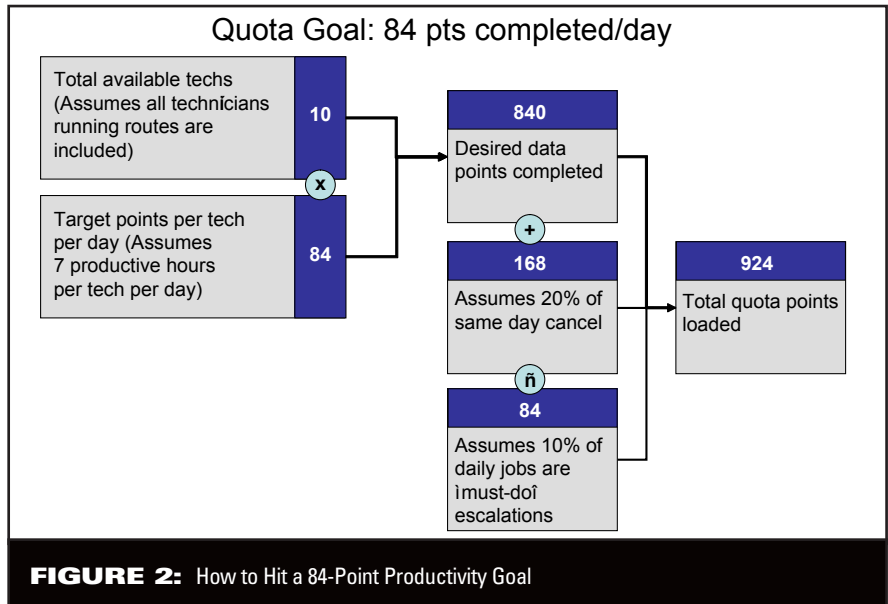 Quota Goal: 84 pts completed/day
Total available techs
(Assumes all technicians
running routes are
included)
10
x
Target points per tech
per day (Assumes
7 productive hours
per tech per day)
84
840
Desired data
points completed
+
168
Assumes 20% of
same day cancel
ñ
84
Assumes 10% of
daily jobs are
ìmust-doî
escalations
924
Total quota points
loaded
FIGURE 2: How to Hit a 84-Point Productivity Goal